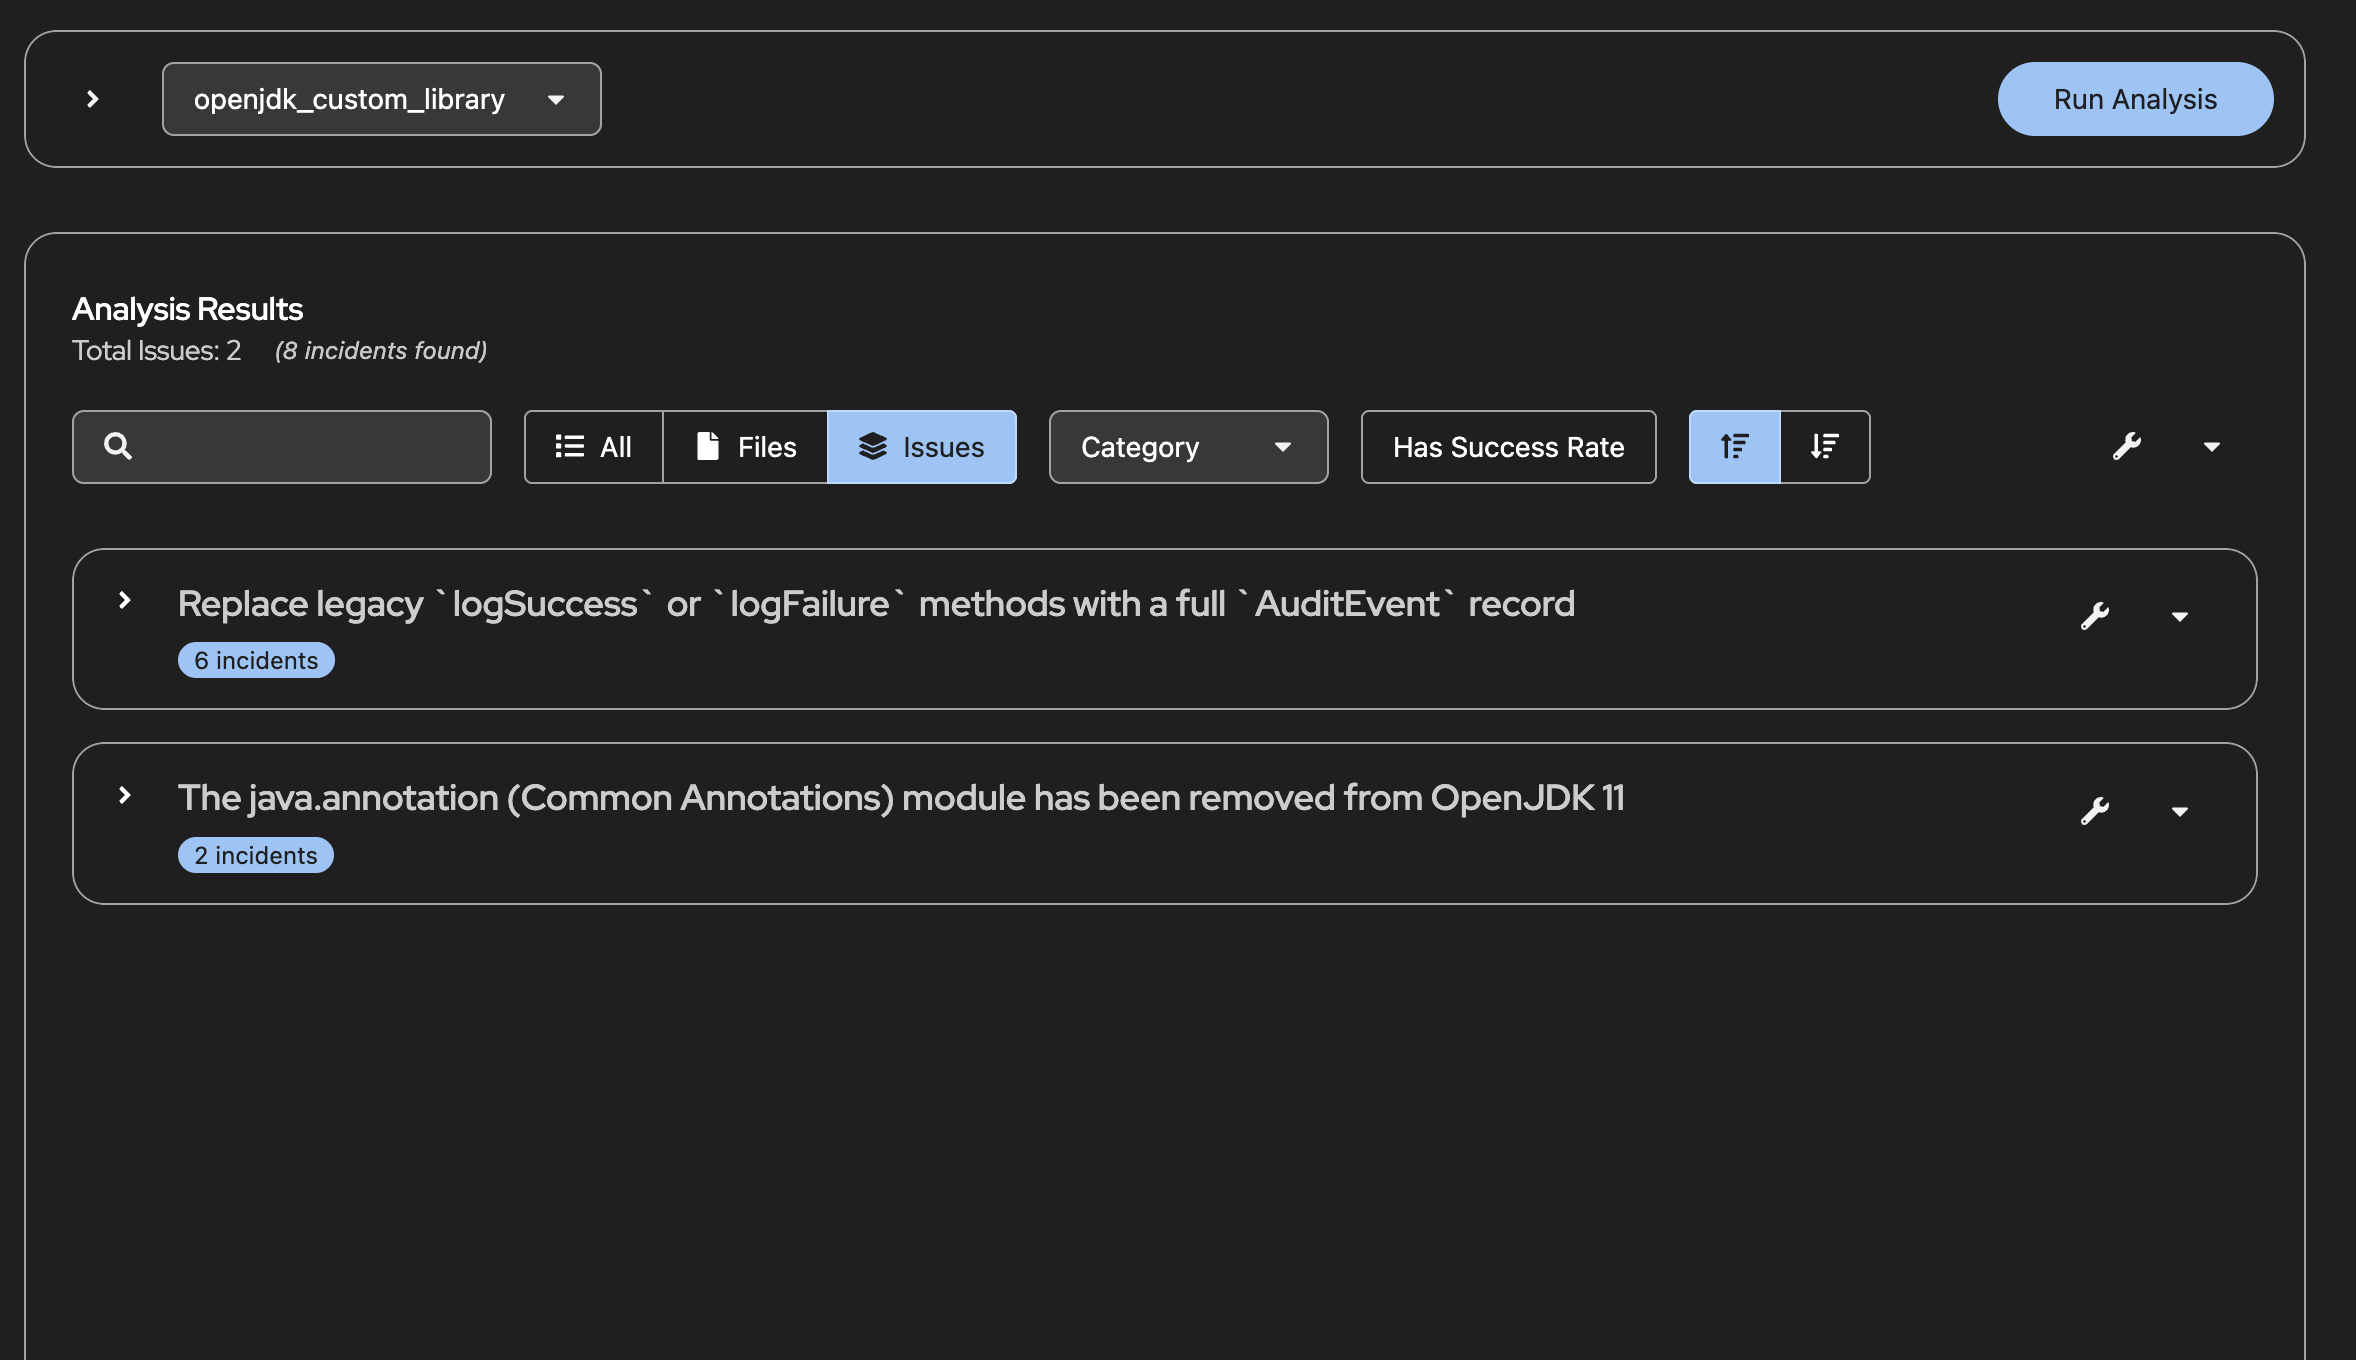 openjdk_custom_library
Run Analysis
Analysis Results
Total Issues: 2 (8 incidents found)
All Files Issues Category Has Success Rate
Replace legacy `logSuccess` or `logFailure` methods with a full `AuditEvent` record
6 incidents
The java.annotation (Common Annotations) module has been removed from OpenJDK 11
2 incidents